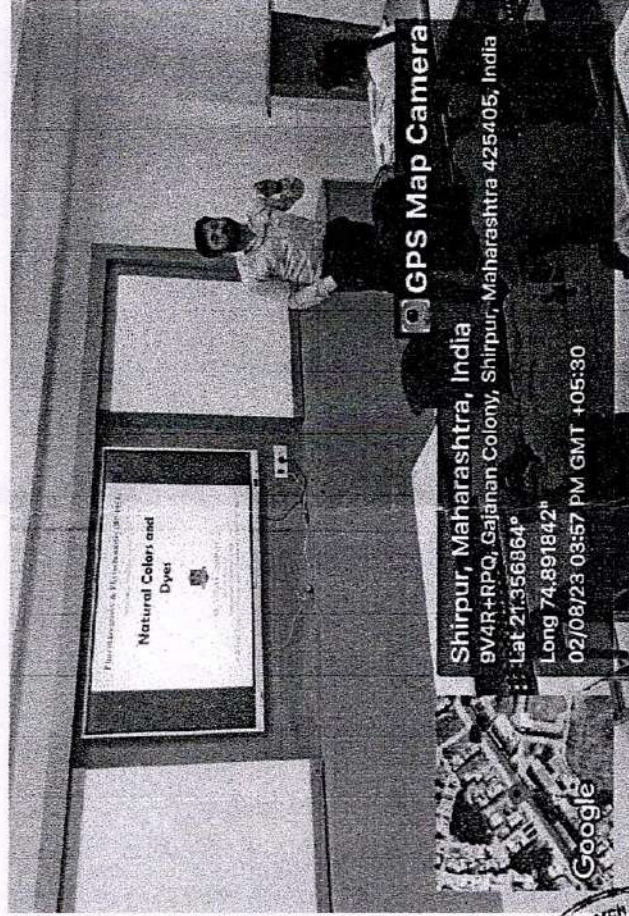 Natural Colors and
Dyes
GPS Map Camera
Shirpur, Maharashtra, India
9V4R+RPQ, Gajanan Colony, Shirpur, Maharashtra 425405, India
Lat 21.356864°
Long 74.891842°
02/08/23 03:57 PM GMT +05:30
Google